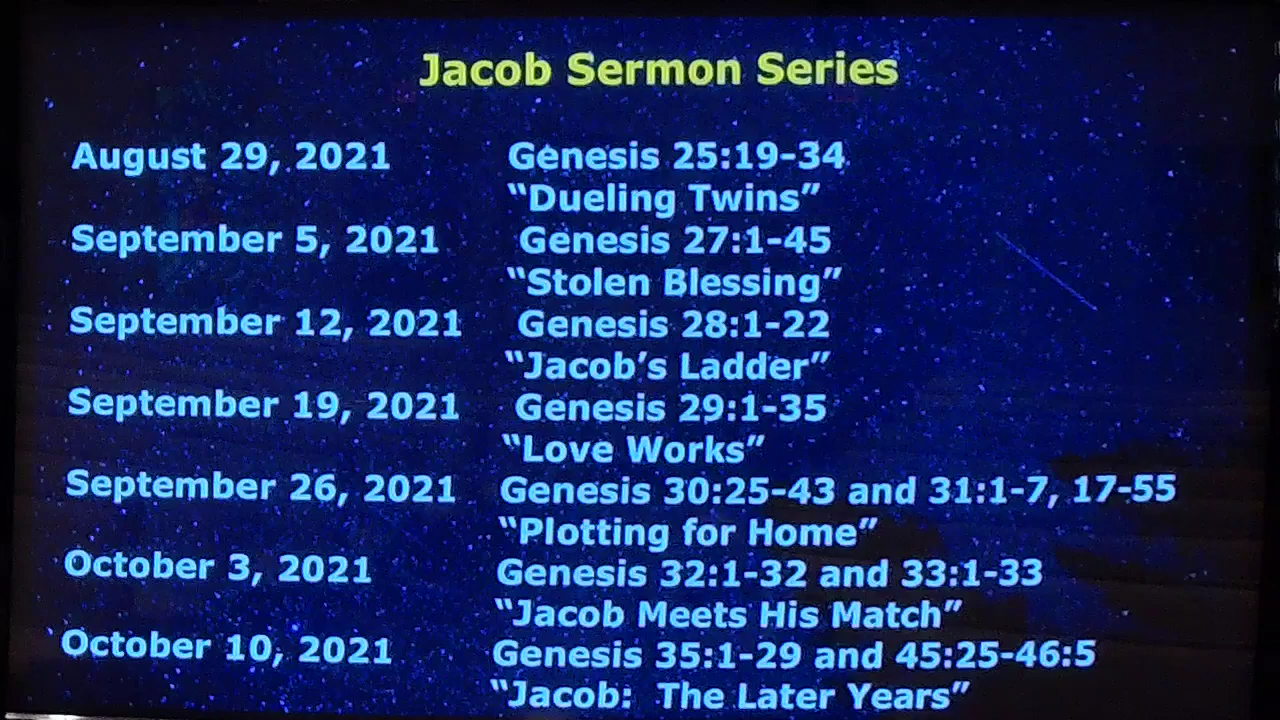 Jacob Sermon Series
August 29, 2021 Genesis 25:19-34
“Dueling Twins”
September 5, 2021 Genesis 27:1-45
“Stolen Blessing”
September 12, 2021 Genesis 28:1-22
“Jacob’s Ladder”
September 19, 2021 Genesis 29:1-35
“Love Works”
September 26, 2021 Genesis 30:25-43 and 31:1-7, 17-55
“Plotting for Home”
October 3, 2021 Genesis 32:1-32 and 33:1-33
“Jacob Meets His Match”
October 10, 2021 Genesis 35:1-29 and 45:25-46:5
“Jacob: The Later Years”